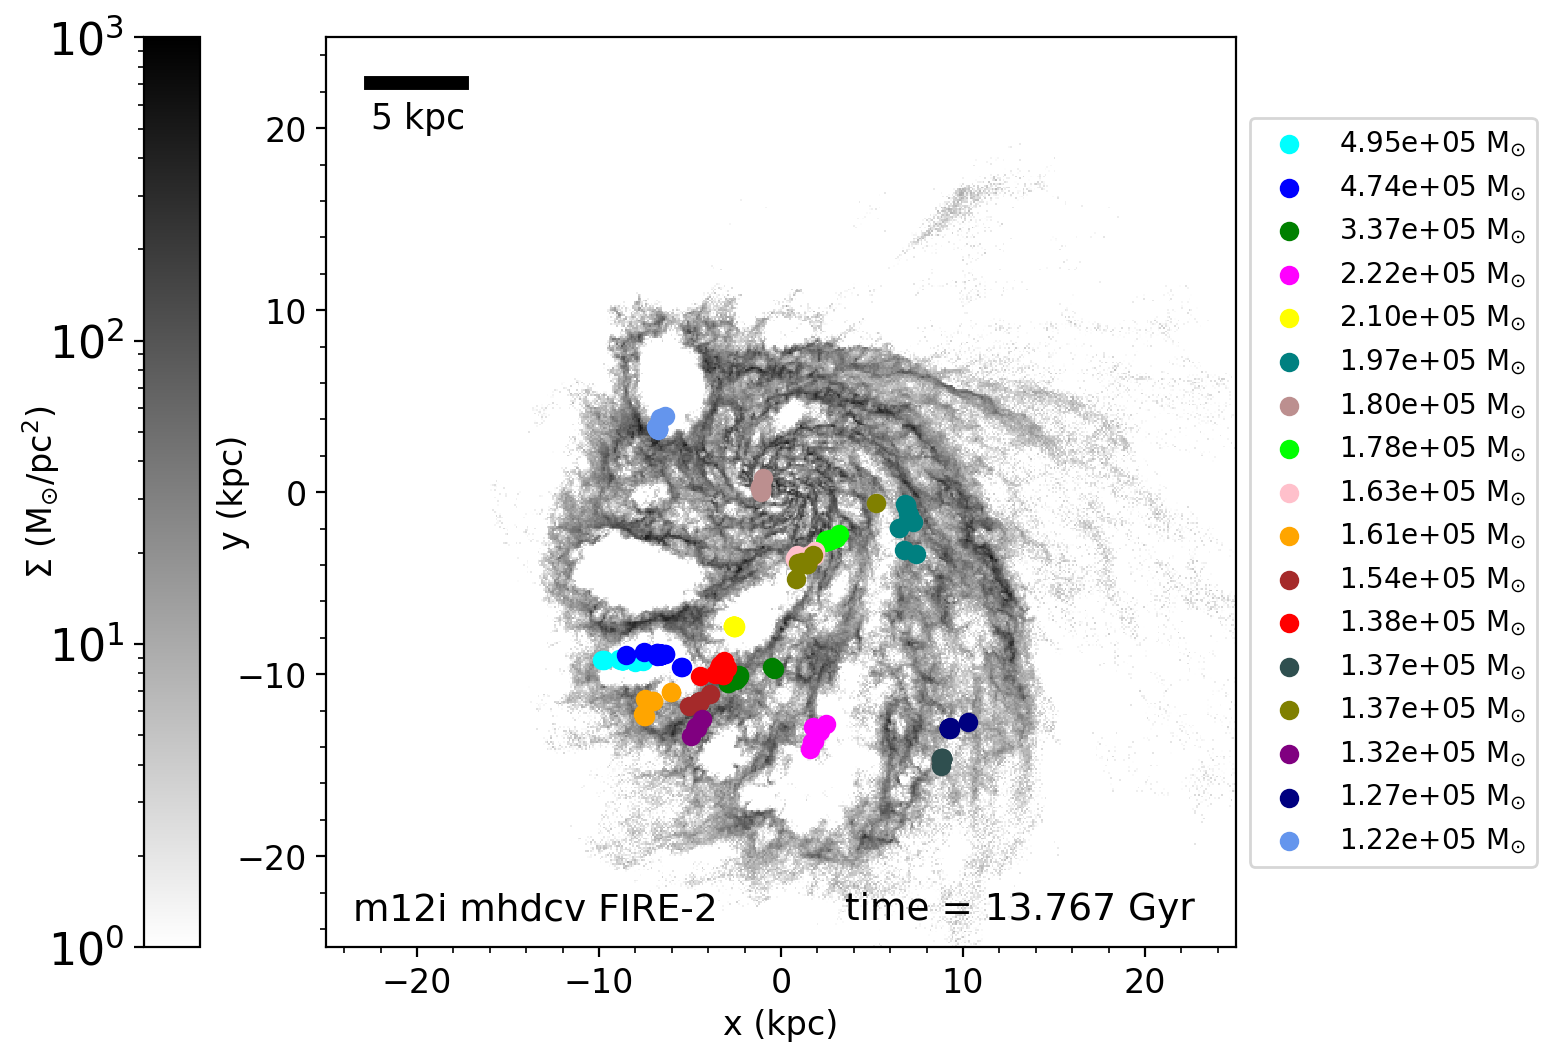 10³
10²
10¹
10⁰
Σ (M⊙/pc²)
20
10
0
−10
−20
y (kpc)
5 kpc
m12i mhdcv FIRE-2
time = 13.767 Gyr
−20
−10
0
10
20
x (kpc)
4.95e+05 M⊙
4.74e+05 M⊙
3.37e+05 M⊙
2.22e+05 M⊙
2.10e+05 M⊙
1.97e+05 M⊙
1.80e+05 M⊙
1.78e+05 M⊙
1.63e+05 M⊙
1.61e+05 M⊙
1.54e+05 M⊙
1.38e+05 M⊙
1.37e+05 M⊙
1.37e+05 M⊙
1.32e+05 M⊙
1.27e+05 M⊙
1.22e+05 M⊙